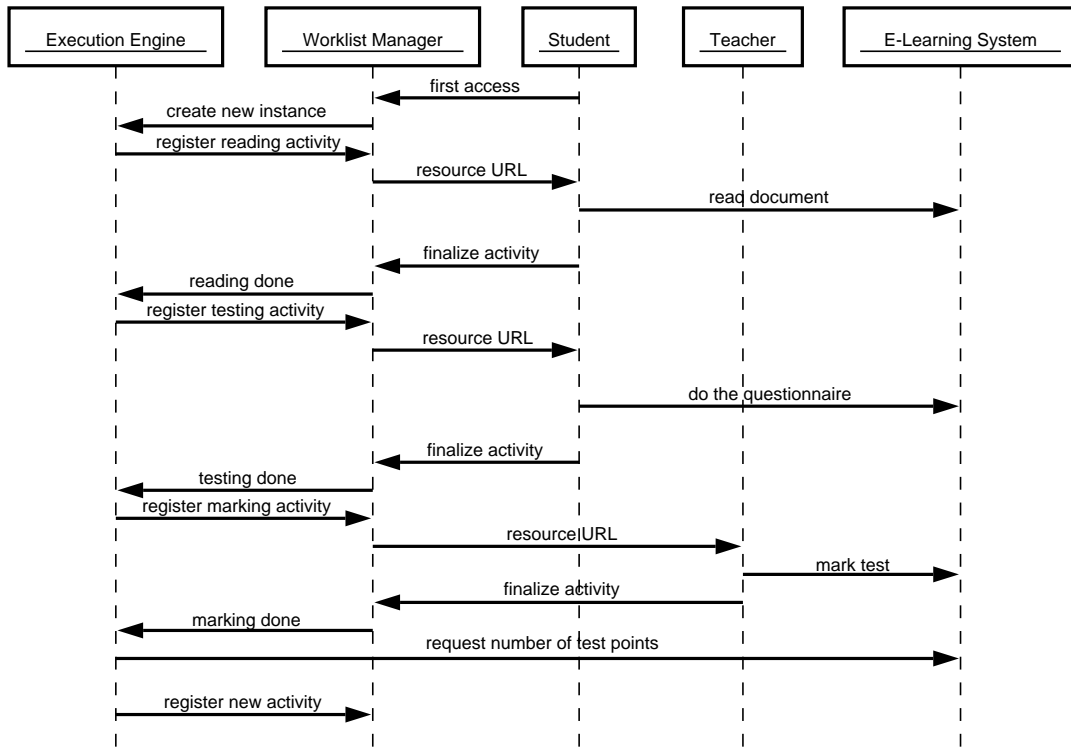 Execution Engine
Worklist Manager
Student
Teacher
E-Learning System
first access
create new instance
register reading activity
resource URL
read document
finalize activity
reading done
register testing activity
resource URL
do the questionnaire
finalize activity
testing done
register marking activity
resource URL
mark test
finalize activity
marking done
request number of test points
register new activity